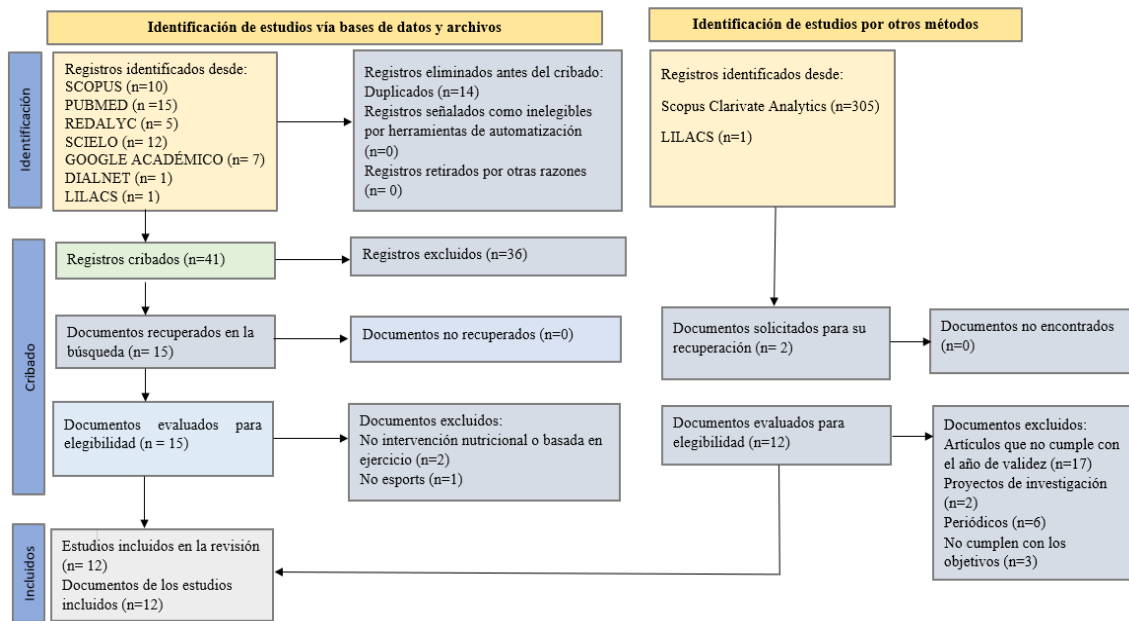 Identificación de estudios vía bases de datos y archivos
Identificación de estudios por otros métodos
Identificación
Registros identificados desde:
SCOPUS (n=10)
PUBMED (n =15)
REDALYC (n= 5)
SCIELO (n= 12)
GOOGLE ACADÉMICO (n= 7)
DIALNET (n= 1)
LILACS (n= 1)
Registros eliminados antes del cribado:
Duplicados (n=14)
Registros señalados como inelegibles
por herramientas de automatización
(n=0)
Registros retirados por otras razones
(n= 0)
Registros identificados desde:
Scopus Clarivate Analytics (n=305)
LILACS (n=1)
Cribado
Registros cribados (n=41)
Registros excluidos (n=36)
Documentos recuperados en la
búsqueda (n= 15)
Documentos no recuperados (n=0)
Documentos solicitados para su
recuperación (n= 2)
Documentos no encontrados
(n=0)
Documentos evaluados para
elegibilidad (n = 15)
Documentos excluidos:
No intervención nutricional o basada en
ejercicio (n=2)
No esports (n=1)
Documentos evaluados para
elegibilidad (n=12)
Documentos excluidos:
Artículos que no cumple con
el año de validez (n=17)
Proyectos de investigación
(n=2)
Periódicos (n=6)
No cumplen con los
objetivos (n=3)
Incluidos
Estudios incluidos en la revisión
(n= 12)
Documentos de los estudios
incluidos (n=12)